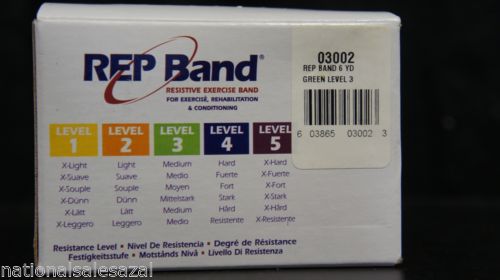 REP Band®
RESISTIVE EXERCISE BAND
FOR EXERCISE, REHABILITATION
& CONDITIONING
03002
REP BAND 6 YD
GREEN LEVEL 3
6 03865 03002 3
LEVEL 1 LEVEL 2 LEVEL 3 LEVEL 4 LEVEL 5
X-Light Light Medium Hard X-Hard
X-Suave Suave Medio Fuerte X-Fuerte
X-Souple Souple Moyen Fort X-Fort
X-Dünn Dünn Mittelstark Stark X-Stark
X-Lätt Lätt Medium Hård X-Hård
X-Leggero Leggero Medio Resistente X-Resistente
Resistance Level • Nivel De Resistencia • Degré de Résistance
Festigkeitsstufe • Motstånds Nivå • Livello Di Resistenza
© nationalsalesazal